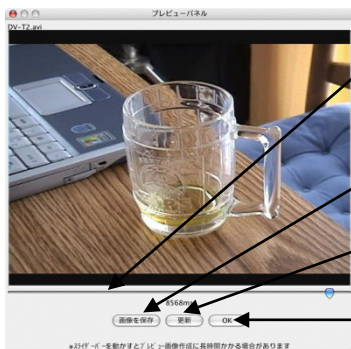 プレビューパネル
DV-T2.avi
8568ms
画像を保存 更新 OK
*ｽﾗｲﾀﾞｰﾊﾞｰを動かすとﾌﾟﾚﾋﾞｭｰ画像作成に長時間かかる場合があります